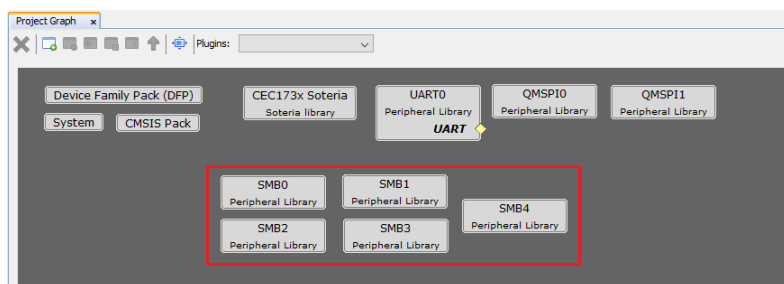 Project Graph x
Plugins:
Device Family Pack (DFP)
CEC173x Soteria
Soteria library
UART0
Peripheral Library
UART
QMSPI0
Peripheral Library
QMSPI1
Peripheral Library
System
CMSIS Pack
SMB0
Peripheral Library
SMB1
Peripheral Library
SMB4
Peripheral Library
SMB2
Peripheral Library
SMB3
Peripheral Library